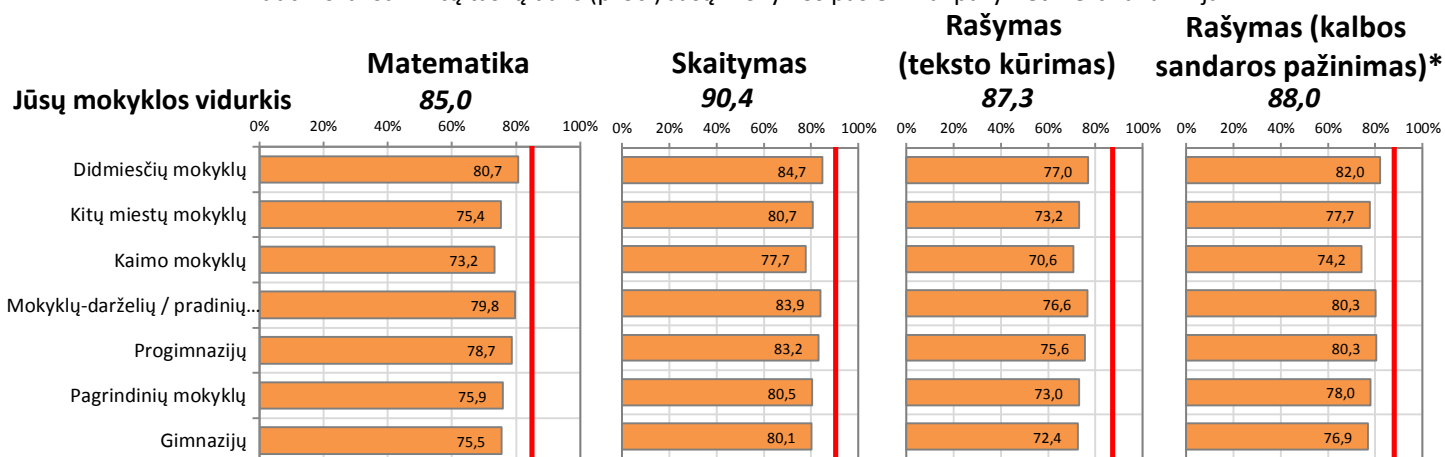 Rašymas
Rašymas (kalbos
Matematika
Skaitymas
(teksto kūrimas)
sandaros pažinimas)*
Jūsų mokyklos vidurkis
85,0
90,4
87,3
88,0
0% 20% 40% 60% 80% 100%
0% 20% 40% 60% 80% 100%
0% 20% 40% 60% 80% 100%
0% 20% 40% 60% 80% 100%
Didmiesčių mokyklų 80,7 84,7 77,0 82,0
Kitų miestų mokyklų 75,4 80,7 73,2 77,7
Kaimo mokyklų 73,2 77,7 70,6 74,2
Mokyklų-darželių / pradinių... 79,8 83,9 76,6 80,3
Progimnazijų 78,7 83,2 75,6 80,3
Pagrindinių mokyklų 75,9 80,5 73,0 78,0
Gimnazijų 75,5 80,1 72,4 76,9